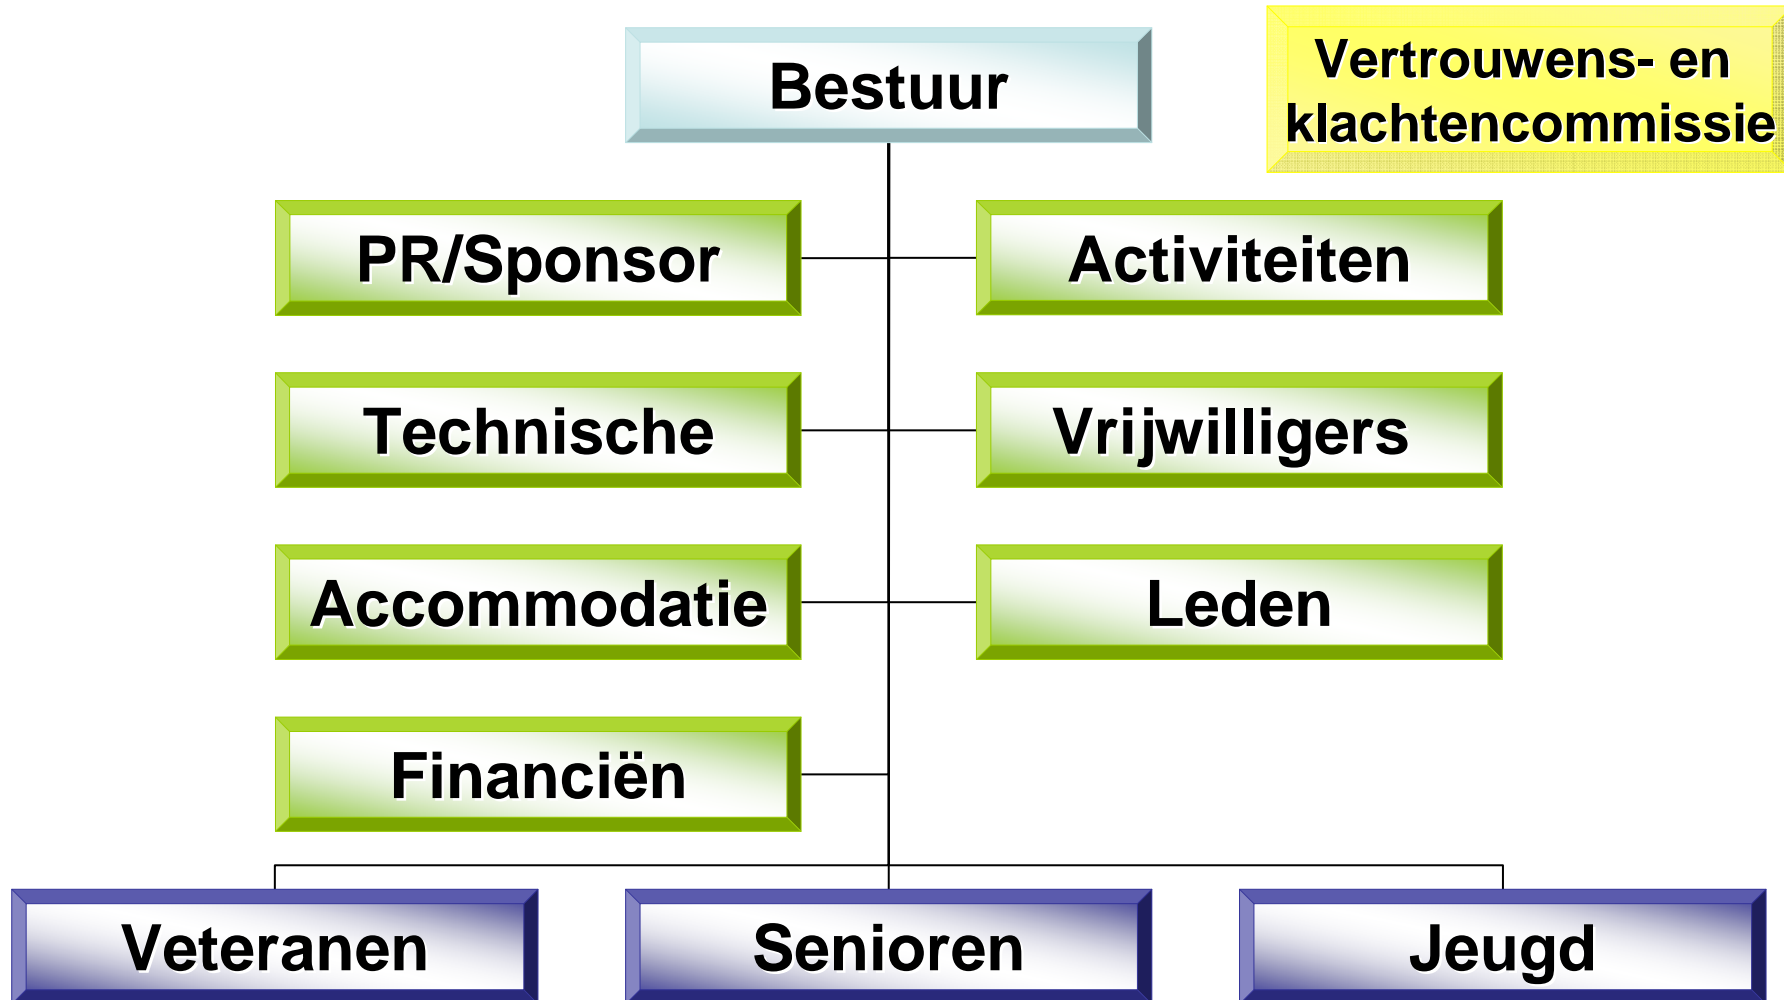 Bestuur
Vertrouwens- en
klachtencommissie
PR/Sponsor
Activiteiten
Technische
Vrijwilligers
Accommodatie
Leden
Financiën
Veteranen
Senioren
Jeugd